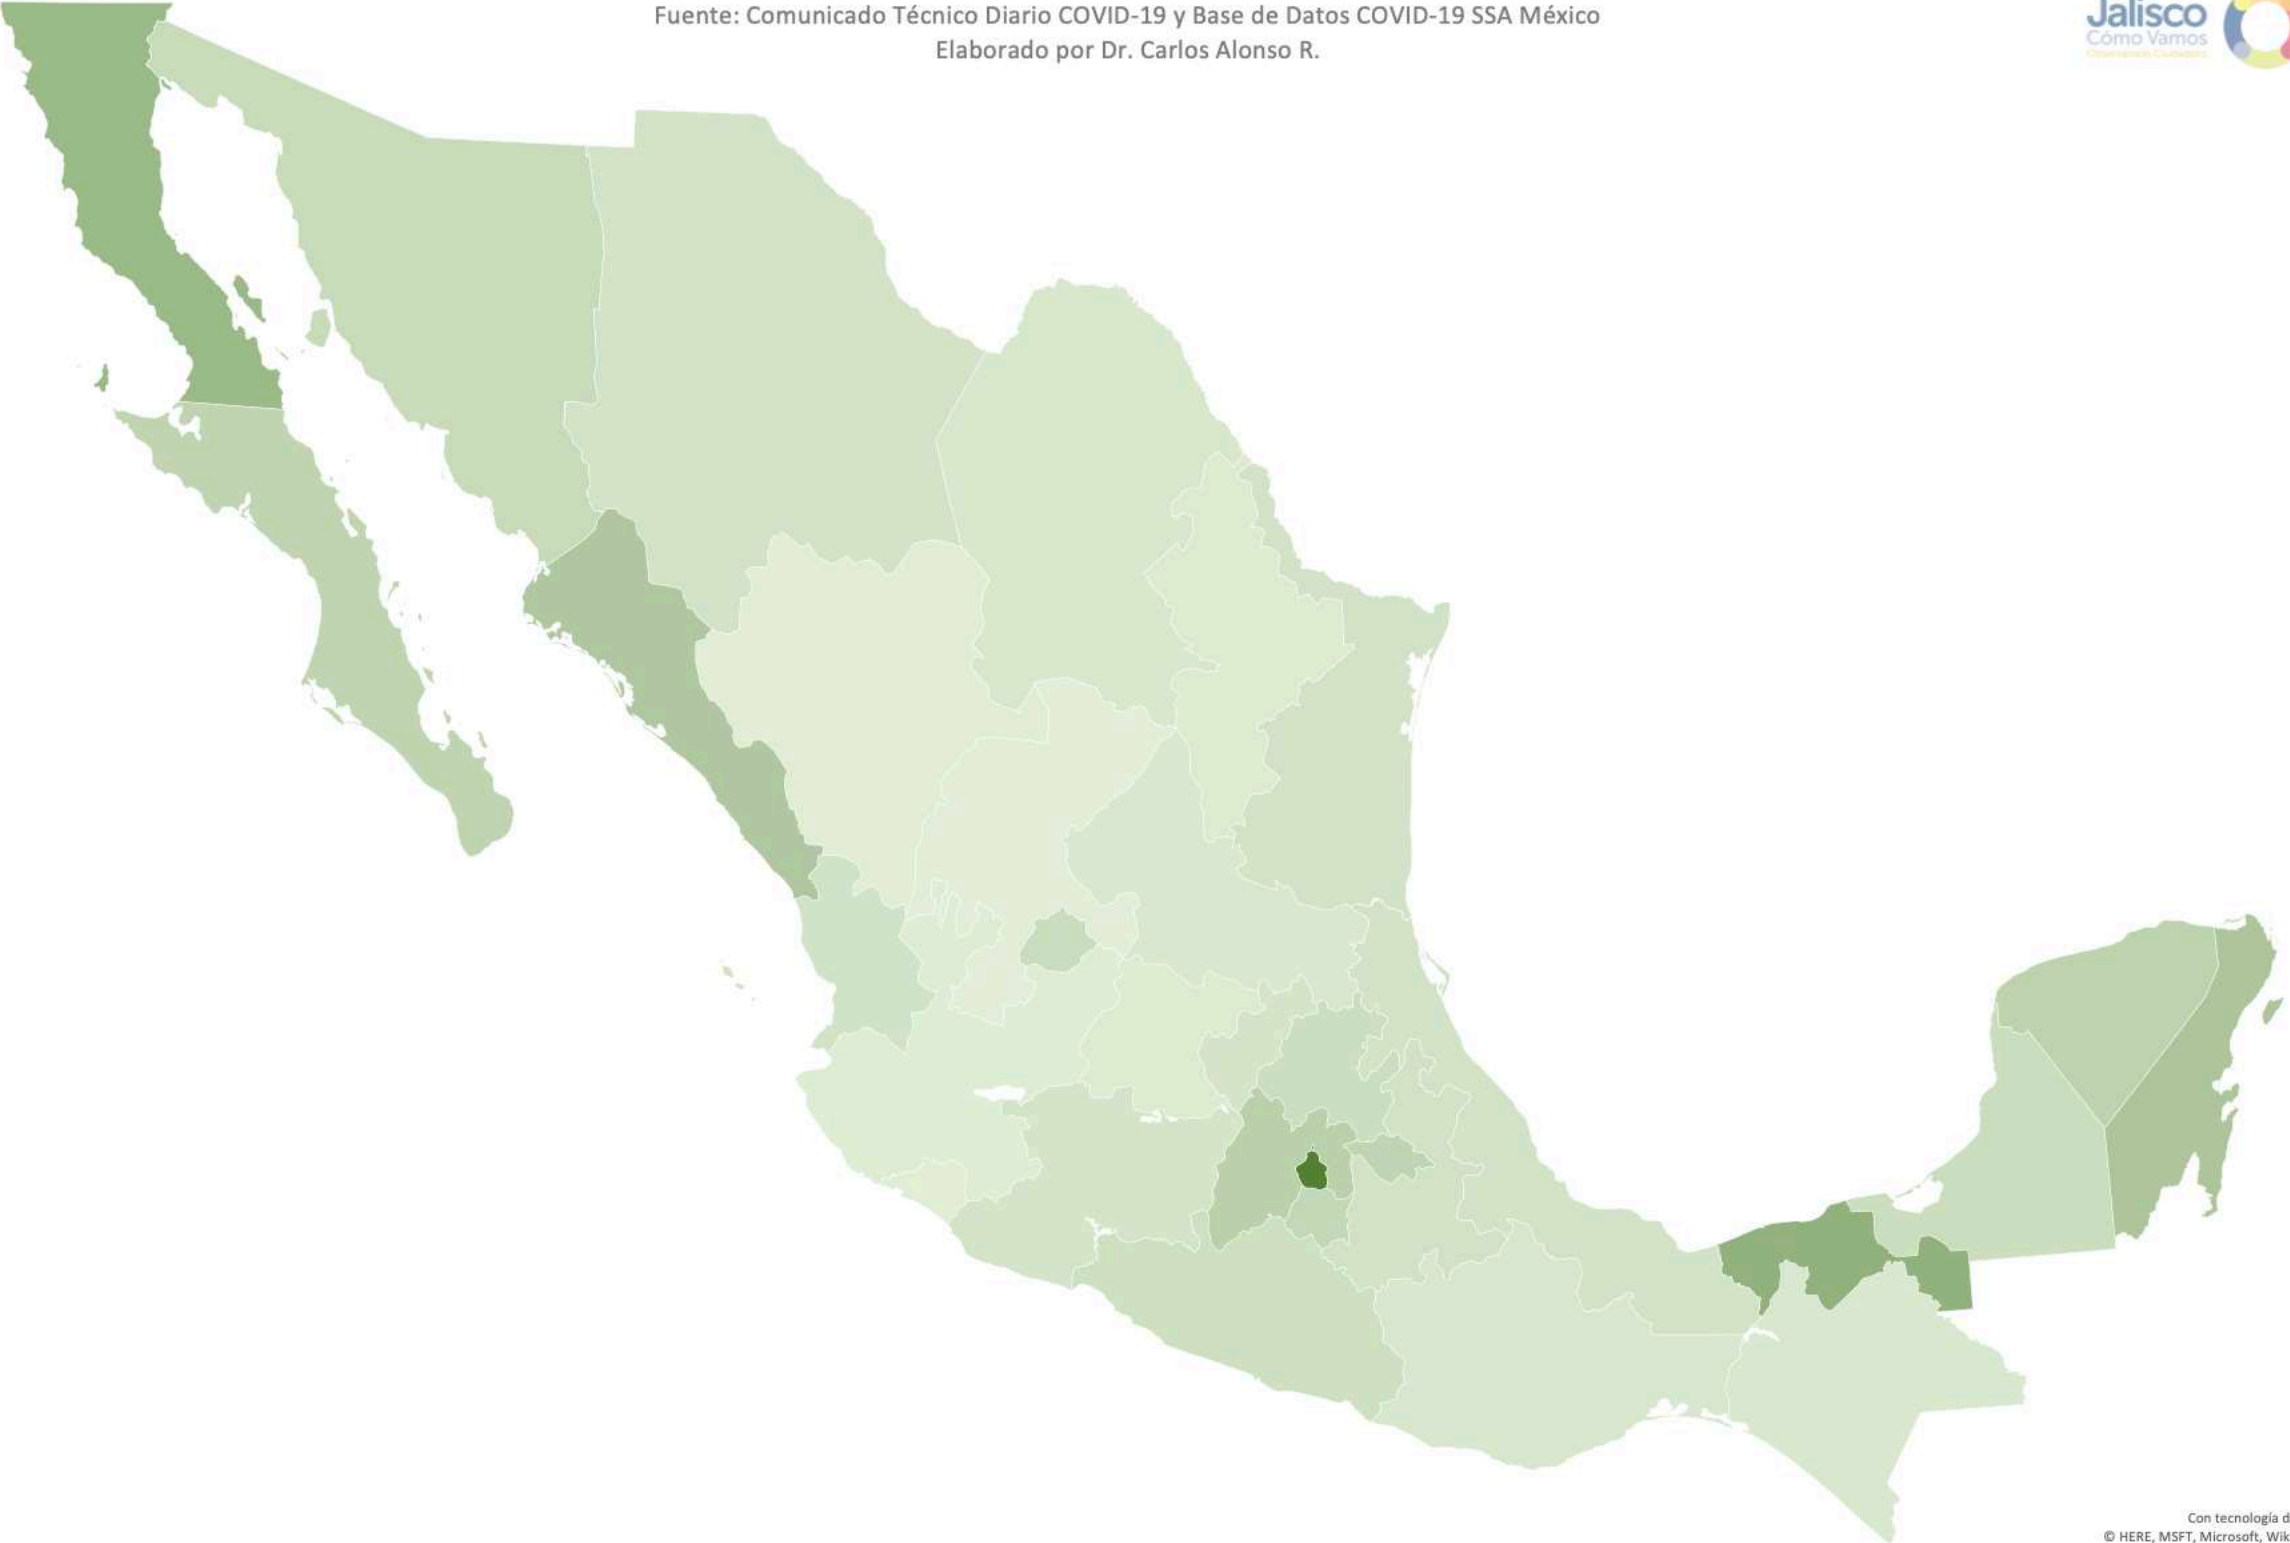 Fuente: Comunicado Técnico Diario COVID-19 y Base de Datos COVID-19 SSA México
Elaborado por Dr. Carlos Alonso R.
Jalisco
Cómo Vamos
Con tecnología d
© HERE, MSFT, Microsoft, Wik